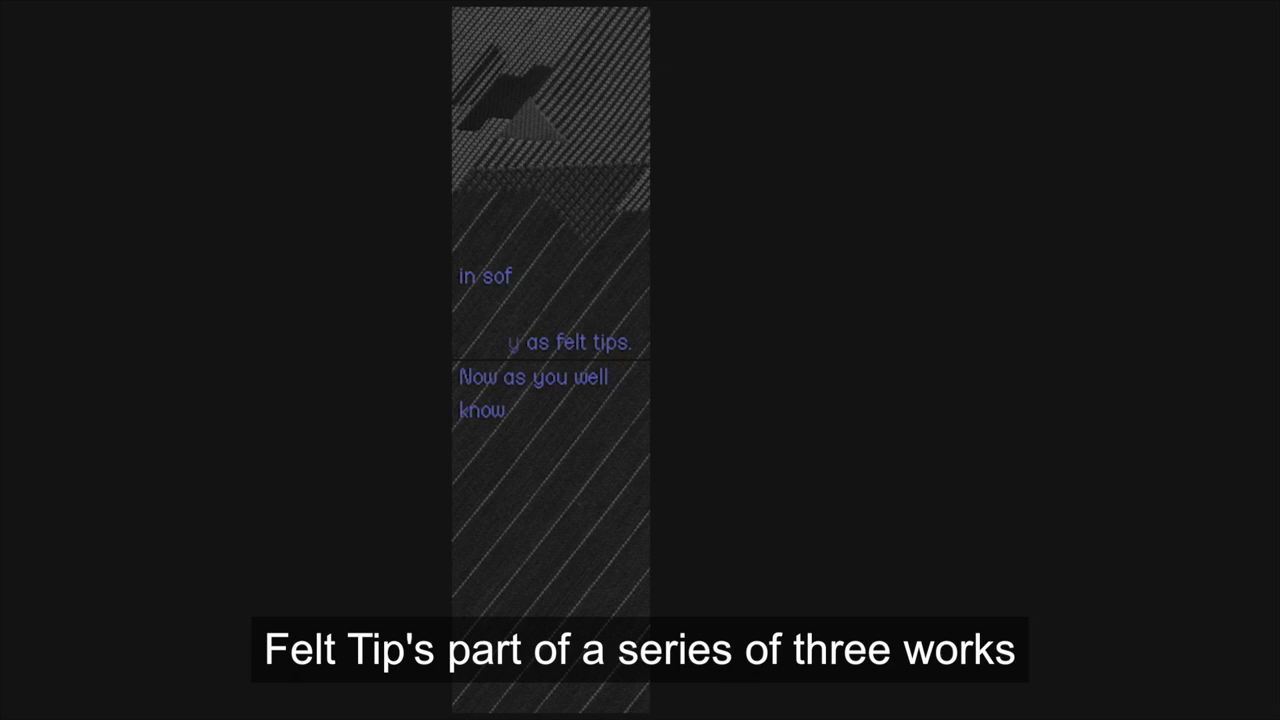 in sof
y as felt tips.
Now as you well
know
Felt Tip's part of a series of three works